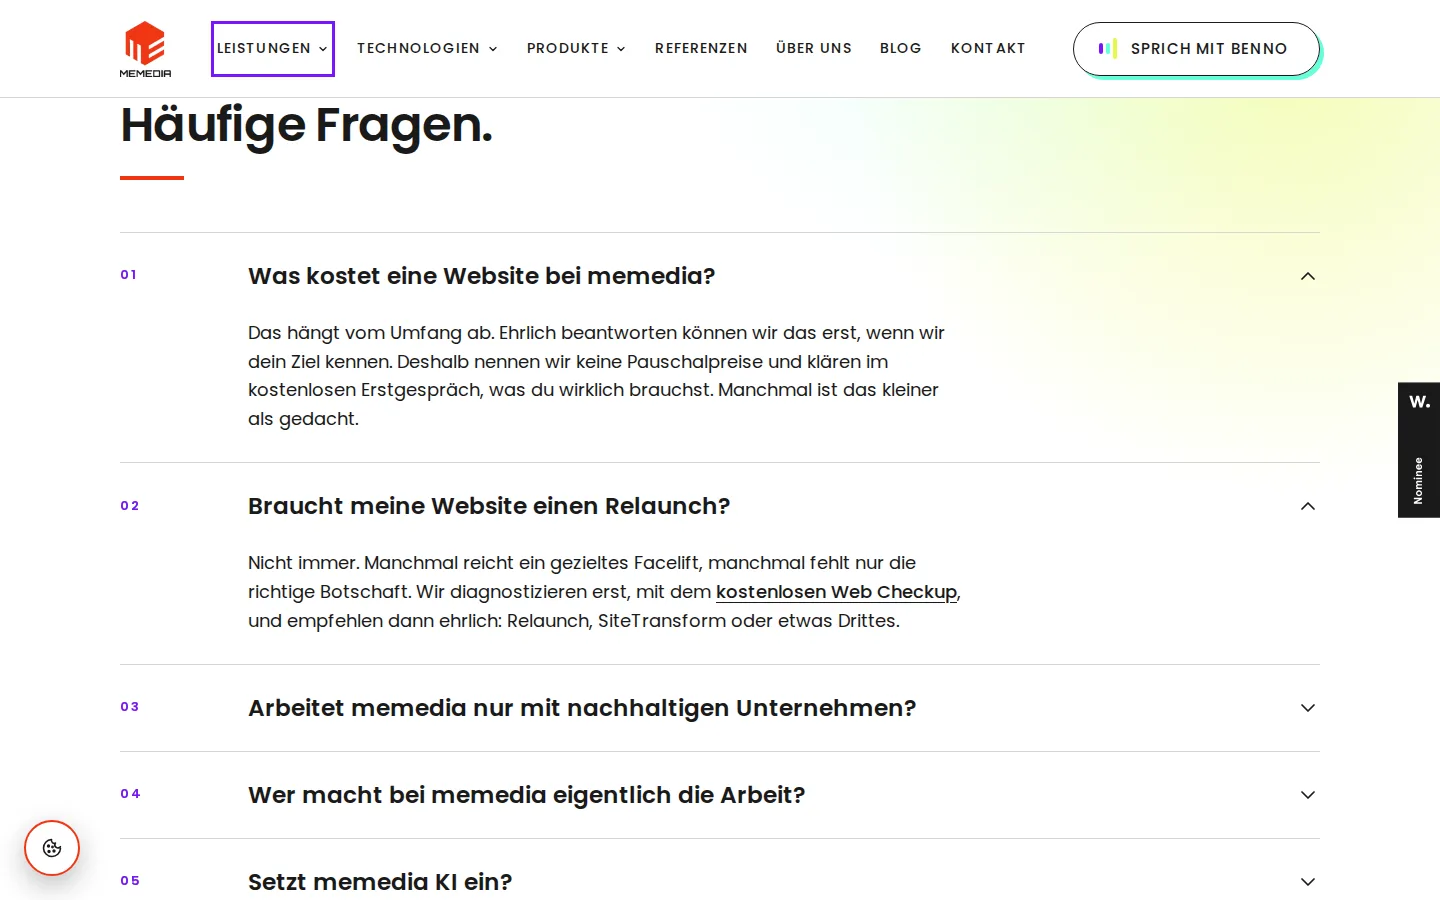 MEMEDIA
LEISTUNGEN
TECHNOLOGIEN
PRODUKTE
REFERENZEN
ÜBER UNS
BLOG
KONTAKT
SPRICH MIT BENNO
Häufige Fragen.
01
Was kostet eine Website bei memedia?
Das hängt vom Umfang ab. Ehrlich beantworten können wir das erst, wenn wir
dein Ziel kennen. Deshalb nennen wir keine Pauschalpreise und klären im
kostenlosen Erstgespräch, was du wirklich brauchst. Manchmal ist das kleiner
als gedacht.
W.
Nominee
02
Braucht meine Website einen Relaunch?
Nicht immer. Manchmal reicht ein gezieltes Facelift, manchmal fehlt nur die
richtige Botschaft. Wir diagnostizieren erst, mit dem kostenlosen Web Checkup,
und empfehlen dann ehrlich: Relaunch, SiteTransform oder etwas Drittes.
03
Arbeitet memedia nur mit nachhaltigen Unternehmen?
04
Wer macht bei memedia eigentlich die Arbeit?
05
Setzt memedia KI ein?